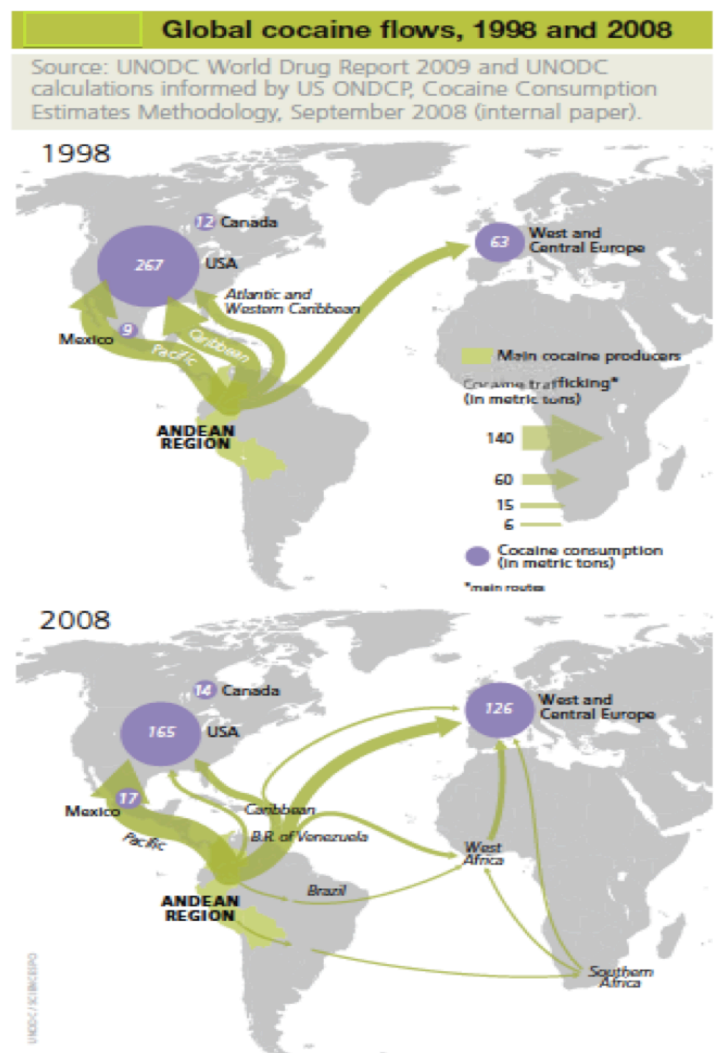 Global cocaine flows, 1998 and 2008
Source: UNODC World Drug Report 2009 and UNODC
calculations informed by US ONDCP, Cocaine Consumption
Estimates Methodology, September 2008 (internal paper).
1998
12 Canada
267
USA
63
West and
Central Europe
Atlantic and
Western Caribbean
Mexico
9
Pacific
Caribbean
ANDEAN
REGION
Main cocaine producers
Cocaine trafficking*
(in metric tons)
140
60
15
6
Cocaine consumption
(in metric tons)
*main routes
2008
14 Canada
165
USA
126
West and
Central Europe
17
Mexico
Pacific
Caribbean
B.R. of Venezuela
West
Africa
Brazil
ANDEAN
REGION
Southern
Africa
UNODC / SCIENCES PO